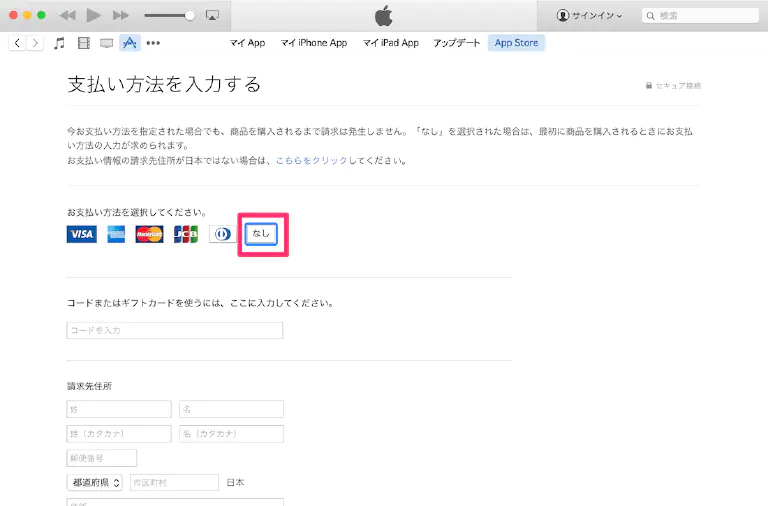 サインイン
検索
マイ App
マイ iPhone App
マイ iPad App
アップデート
App Store
支払い方法を入力する
セキュア接続
今お支払い方法を指定された場合でも、商品を購入されるまで請求は発生しません。「なし」を選択された場合は、最初に商品を購入されるときにお支払
い方法の入力が求められます。
お支払い情報の請求先住所が日本ではない場合は、こちらをクリックしてください。
お支払い方法を選択してください。
VISA
MasterCard
JCB
なし
コードまたはギフトカードを使うには、ここに入力してください。
コードを入力
請求先住所
姓
名
姓（カタカナ）
名（カタカナ）
郵便番号
都道府県
市区町村
日本